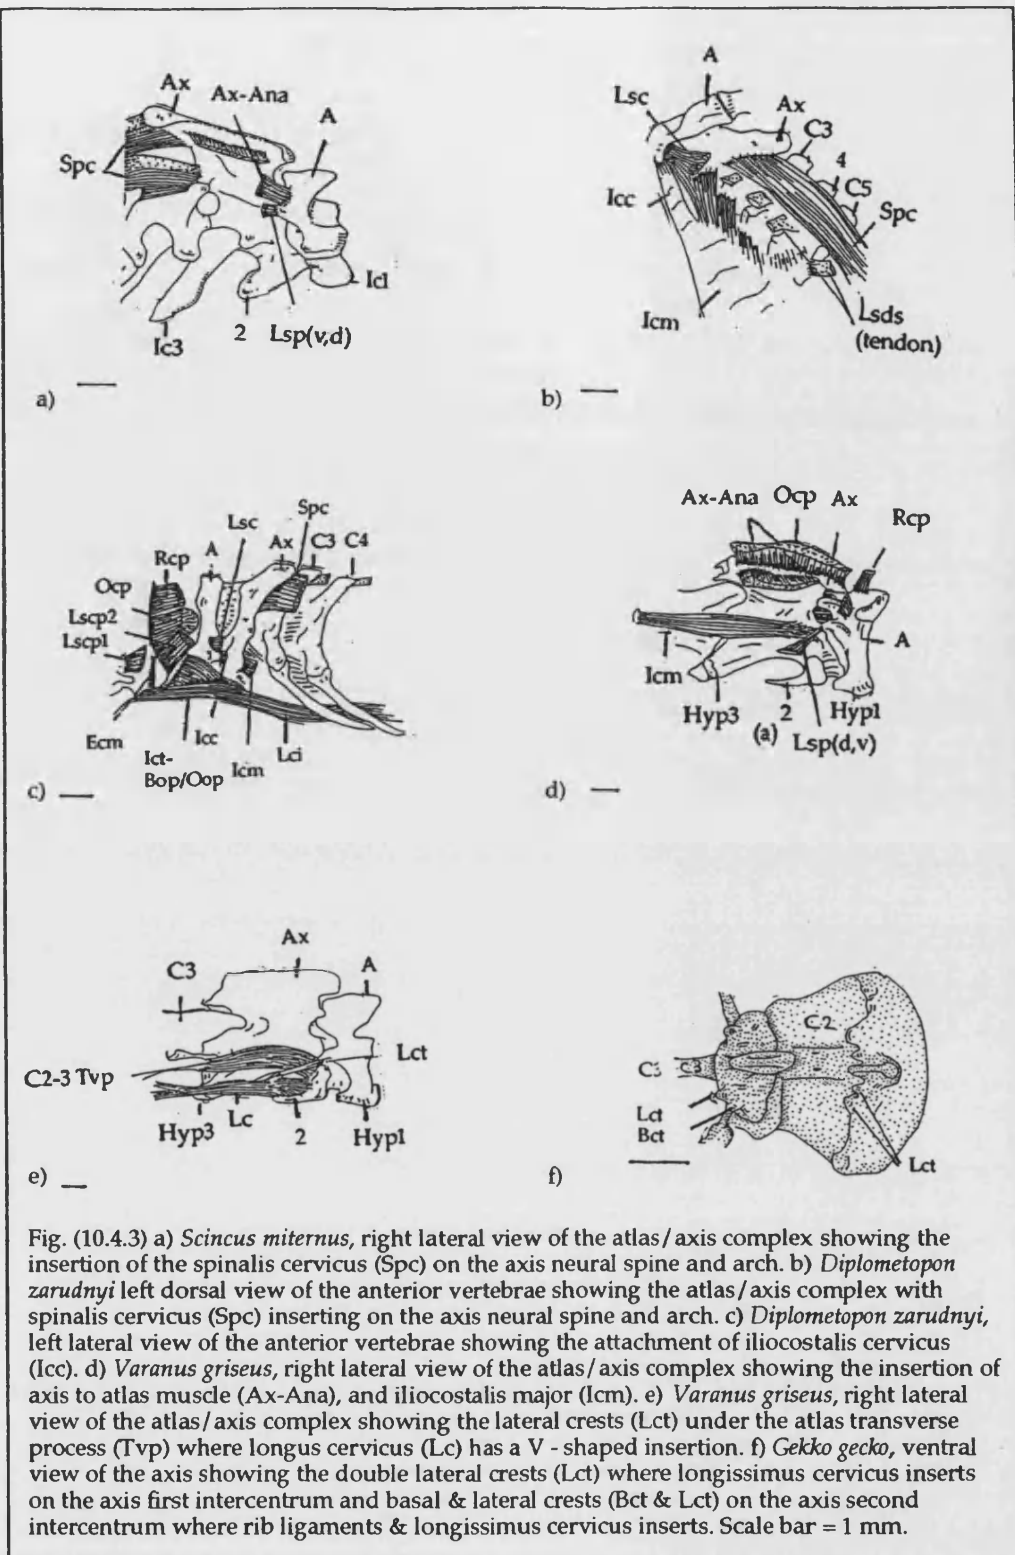 Ax
Ax-Ana
A
Spc
Ic1
Ic3
2
Lsp(v,d)
a)
A
Lsc
Ax
C3
4
C5
Icc
Spc
Icm
Lsds
(tendon)
b)
Spc
Lsc
A
Ax C3 C4
Rcp
Ocp
Lscp2
Lscp1
Ecm
Icc
Ict-
Bop/Oop
Icm
Lci
c)
Ax-Ana Ocp Ax
Rcp
A
Icm
Hyp3
2
Hyp1
(a)
Lsp(d,v)
d)
Ax
C3
A
Lct
C2-3 Tvp
Hyp3
Lc
2
Hyp1
e)
C2
C3
Lct
Bct
Lct
f)
Fig. (10.4.3) a) Scincus miternus, right lateral view of the atlas/axis complex showing the
insertion of the spinalis cervicus (Spc) on the axis neural spine and arch. b) Diplometopon
zarudnyi left dorsal view of the anterior vertebrae showing the atlas/axis complex with
spinalis cervicus (Spc) inserting on the axis neural spine and arch. c) Diplometopon zarudnyi,
left lateral view of the anterior vertebrae showing the attachment of iliocostalis cervicus
(Icc). d) Varanus griseus, right lateral view of the atlas/axis complex showing the insertion of
axis to atlas muscle (Ax-Ana), and iliocostalis major (Icm). e) Varanus griseus, right lateral
view of the atlas/axis complex showing the lateral crests (Lct) under the atlas transverse
process (Tvp) where longus cervicus (Lc) has a V - shaped insertion. f) Gekko gecko, ventral
view of the axis showing the double lateral crests (Lct) where longissimus cervicus inserts
on the axis first intercentrum and basal & lateral crests (Bct & Lct) on the axis second
intercentrum where rib ligaments & longissimus cervicus inserts. Scale bar = 1 mm.